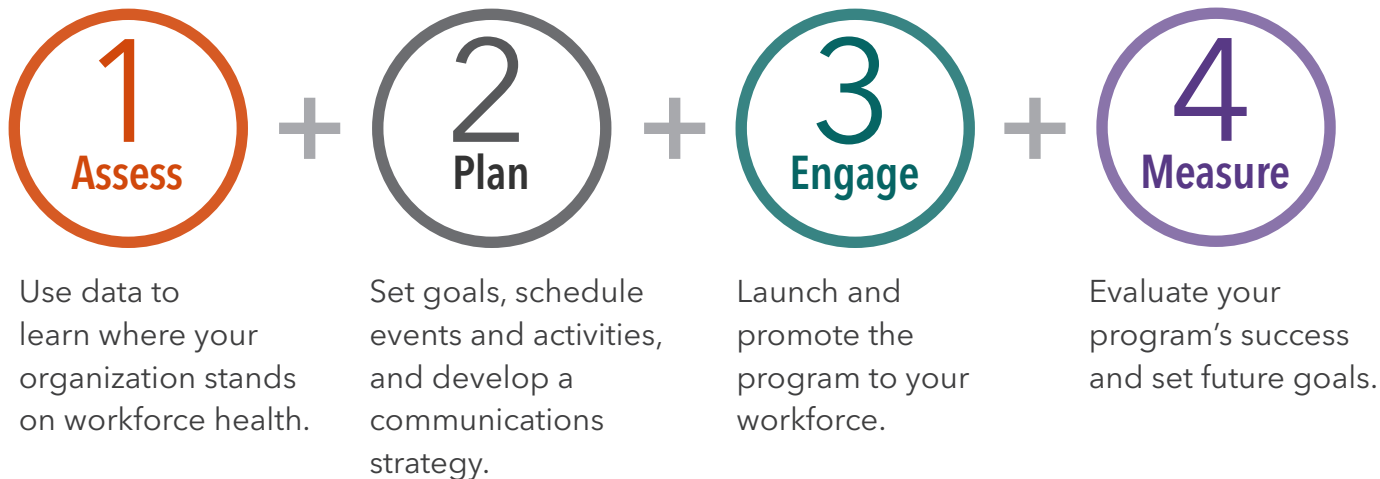 1
Assess
+
2
Plan
+
3
Engage
+
4
Measure
Use data to
learn where your
organization stands
on workforce health.
Set goals, schedule
events and activities,
and develop a
communications
strategy.
Launch and
promote the
program to your
workforce.
Evaluate your
program’s success
and set future goals.